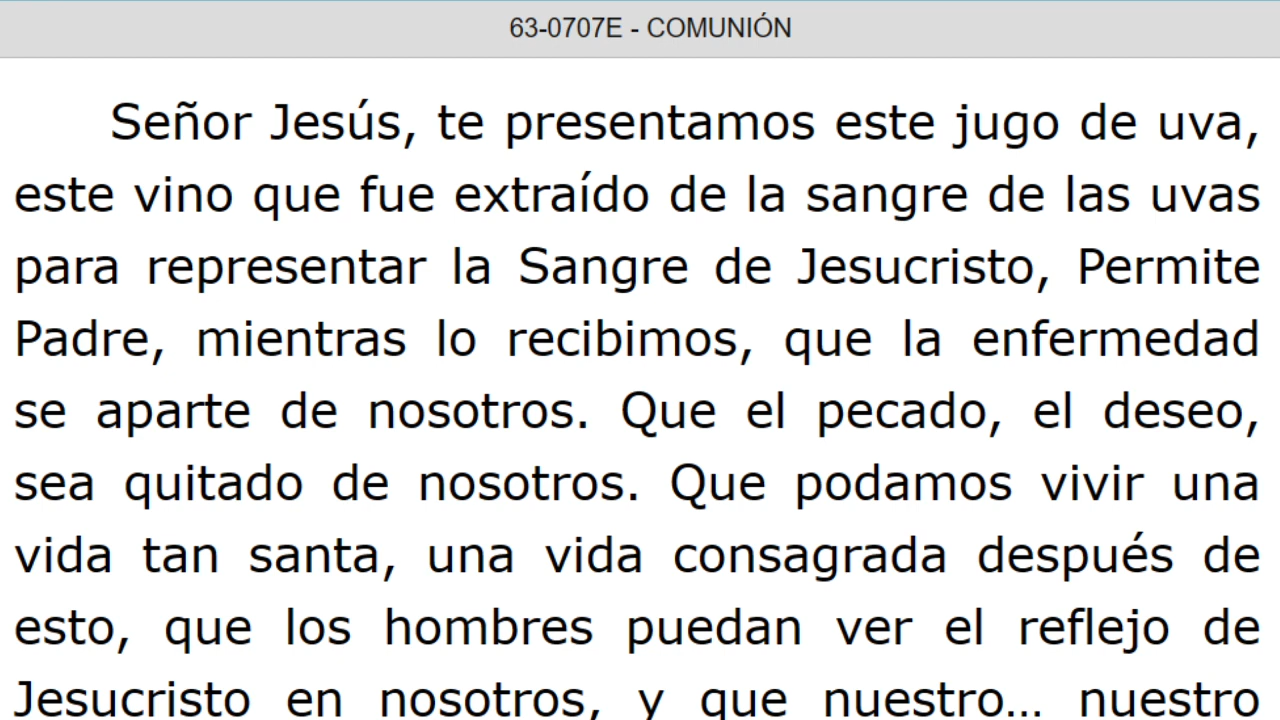 63-0707E - COMUNIÓN
Señor Jesús, te presentamos este jugo de uva,
este vino que fue extraído de la sangre de las uvas
para representar la Sangre de Jesucristo, Permite
Padre, mientras lo recibimos, que la enfermedad
se aparte de nosotros. Que el pecado, el deseo,
sea quitado de nosotros. Que podamos vivir una
vida tan santa, una vida consagrada después de
esto, que los hombres puedan ver el reflejo de
Jesucristo en nosotros, y que nuestro... nuestro